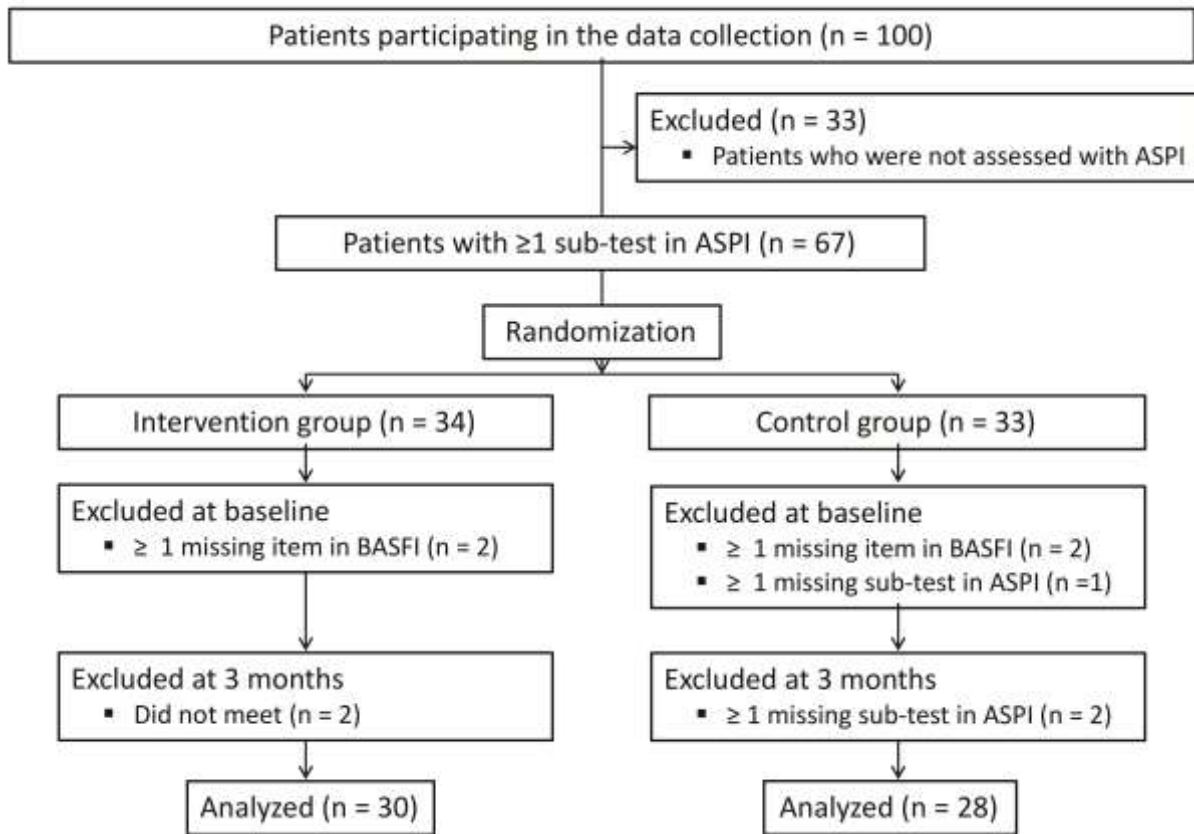 Patients participating in the data collection (n = 100)
Excluded (n = 33)
▪ Patients who were not assessed with ASPI
Patients with ≥1 sub-test in ASPI (n = 67)
Randomization
Intervention group (n = 34)
Control group (n = 33)
Excluded at baseline
▪ ≥ 1 missing item in BASFI (n = 2)
Excluded at baseline
▪ ≥ 1 missing item in BASFI (n = 2)
▪ ≥ 1 missing sub-test in ASPI (n =1)
Excluded at 3 months
▪ Did not meet (n = 2)
Excluded at 3 months
▪ ≥ 1 missing sub-test in ASPI (n = 2)
Analyzed (n = 30)
Analyzed (n = 28)